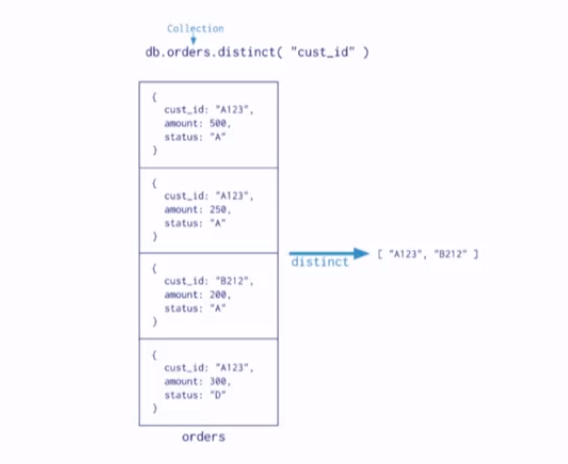 Collection
db.orders.distinct( "cust_id" )
{
cust_id: "A123",
amount: 500,
status: "A"
}
{
cust_id: "A123",
amount: 250,
status: "A"
}
{
cust_id: "B212",
amount: 200,
status: "A"
}
{
cust_id: "A123",
amount: 300,
status: "D"
}
distinct
[ "A123", "B212" ]
orders